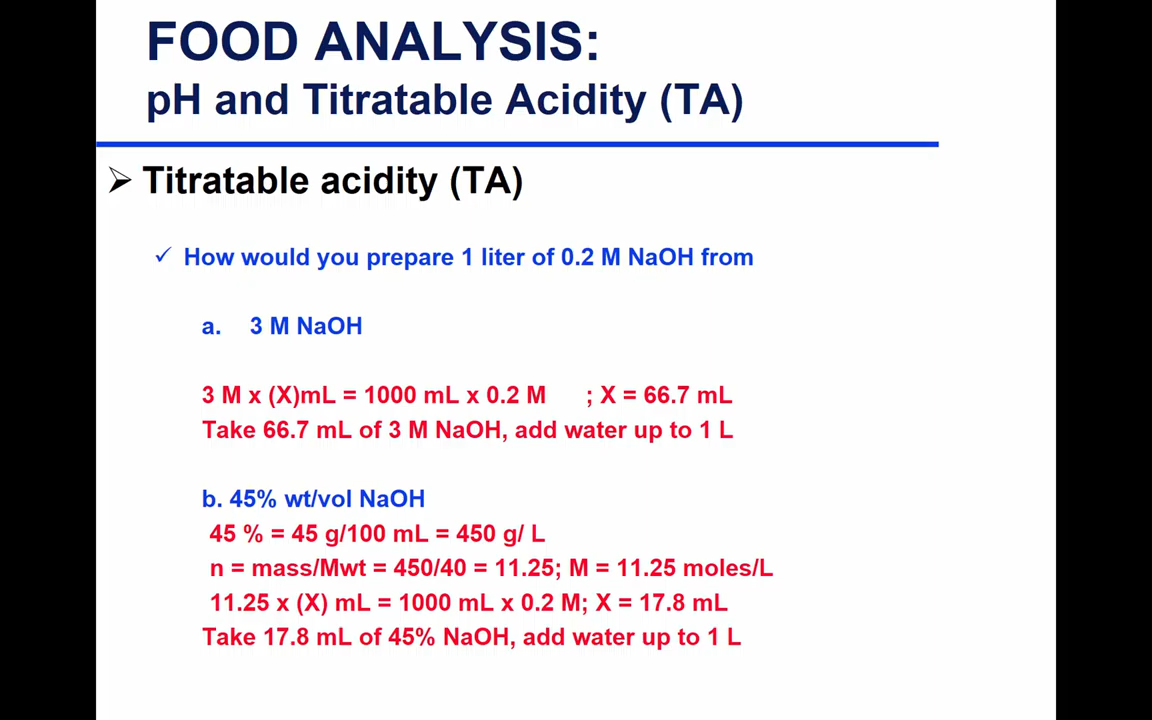 FOOD ANALYSIS:
pH and Titratable Acidity (TA)
➢ Titratable acidity (TA)
✓ How would you prepare 1 liter of 0.2 M NaOH from
a. 3 M NaOH
3 M x (X)mL = 1000 mL x 0.2 M ; X = 66.7 mL
Take 66.7 mL of 3 M NaOH, add water up to 1 L
b. 45% wt/vol NaOH
45 % = 45 g/100 mL = 450 g/ L
n = mass/Mwt = 450/40 = 11.25; M = 11.25 moles/L
11.25 x (X) mL = 1000 mL x 0.2 M; X = 17.8 mL
Take 17.8 mL of 45% NaOH, add water up to 1 L